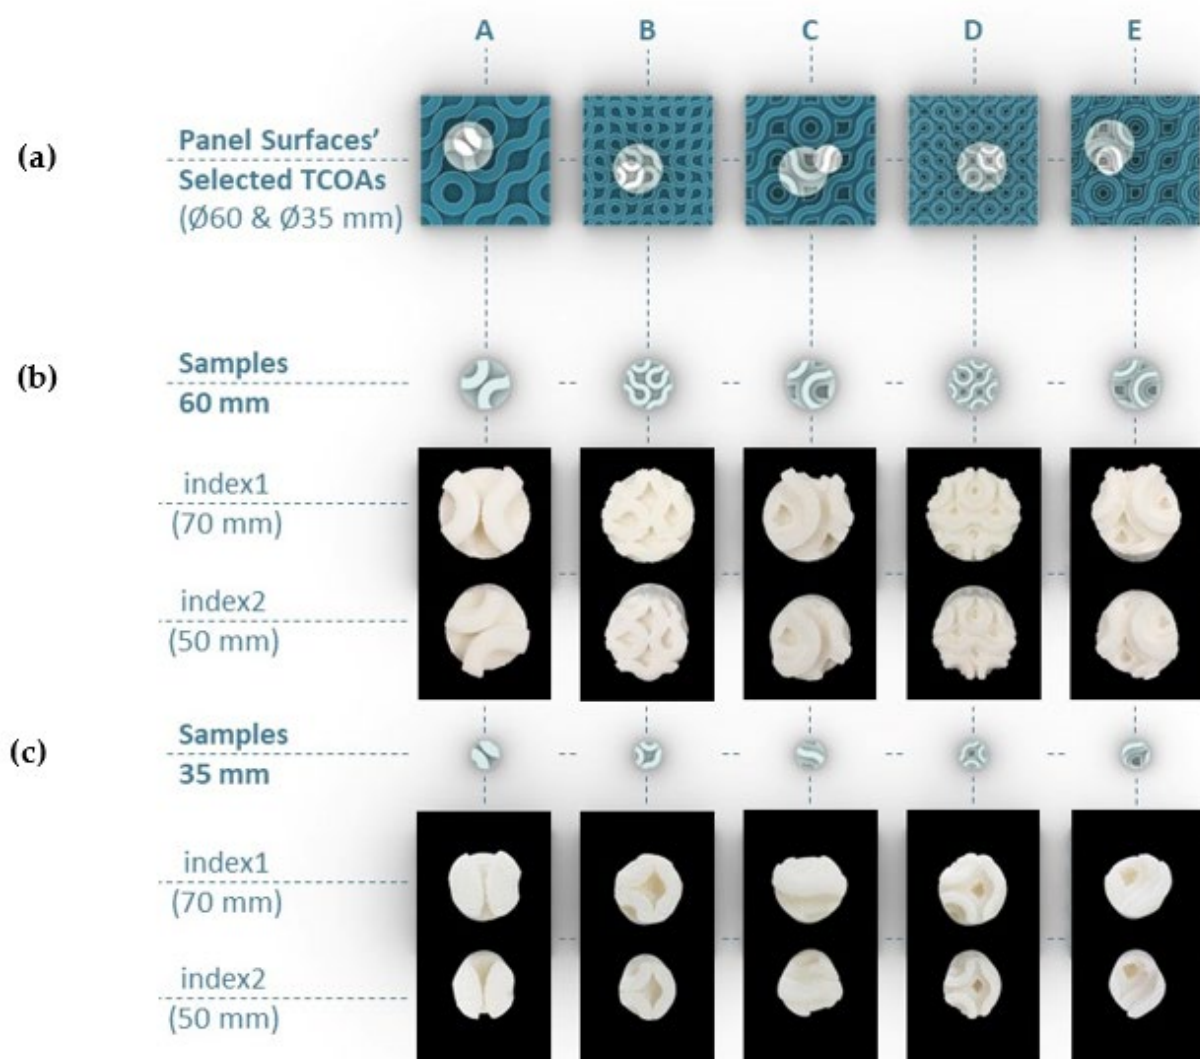 A B C D E
(a)
Panel Surfaces’
Selected TCOAs
(Ø60 & Ø35 mm)
(b)
Samples
60 mm
index1
(70 mm)
index2
(50 mm)
(c)
Samples
35 mm
index1
(70 mm)
index2
(50 mm)